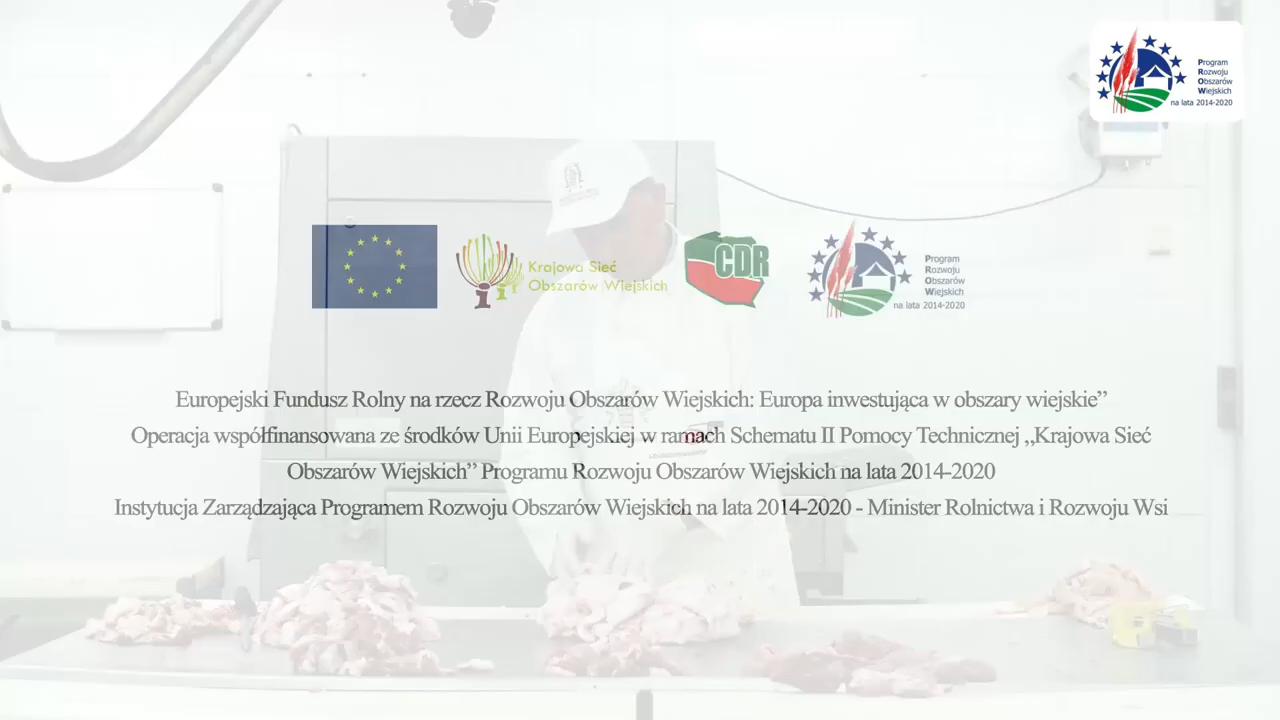 Program
Rozwoju
Obszarów
Wiejskich
na lata 2014-2020
Krajowa Sieć
Obszarów Wiejskich
CDR
Program
Rozwoju
Obszarów
Wiejskich
na lata 2014-2020
Europejski Fundusz Rolny na rzecz Rozwoju Obszarów Wiejskich: Europa inwestująca w obszary wiejskie”
Operacja współfinansowana ze środków Unii Europejskiej w ramach Schematu II Pomocy Technicznej „Krajowa Sieć
Obszarów Wiejskich” Programu Rozwoju Obszarów Wiejskich na lata 2014-2020
Instytucja Zarządzająca Programem Rozwoju Obszarów Wiejskich na lata 2014-2020 - Minister Rolnictwa i Rozwoju Wsi